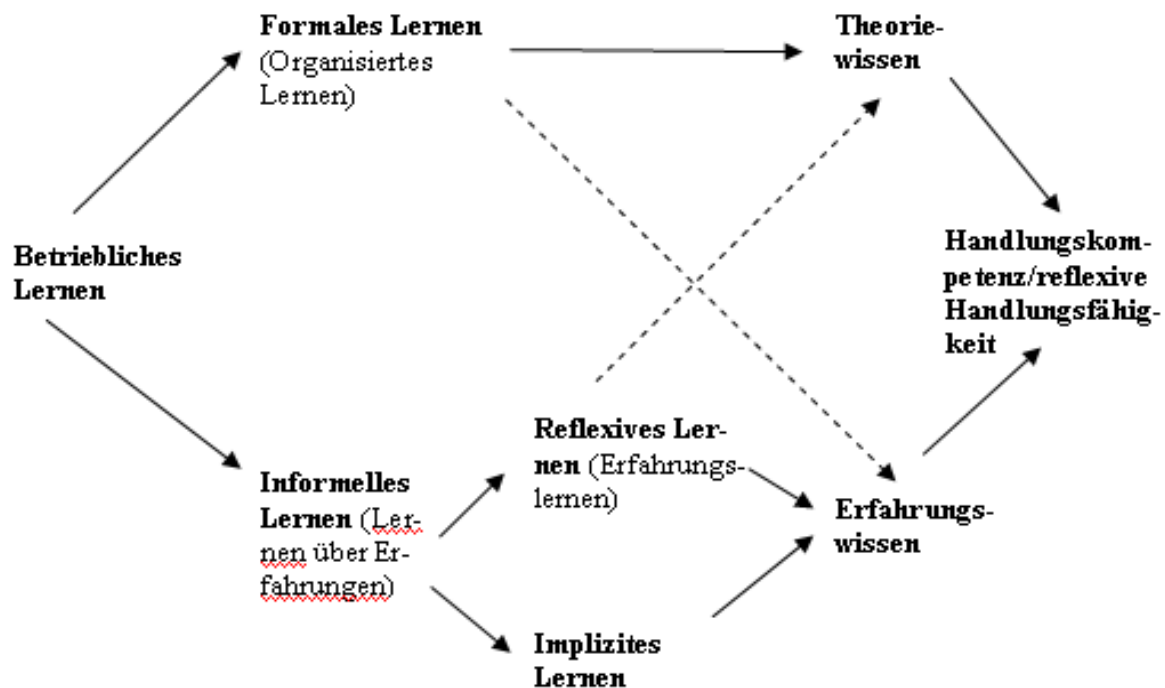 Formales Lernen
(Organisiertes
Lernen)
Theorie-
wissen
Betriebliches
Lernen
Handlungskom-
petenz/reflexive
Handlungsfähig-
keit
Reflexives Ler-
nen (Erfahrungs-
lernen)
Informelles
Lernen (Ler-
nen über Er-
fahrungen)
Erfahrungs-
wissen
Implizites
Lernen